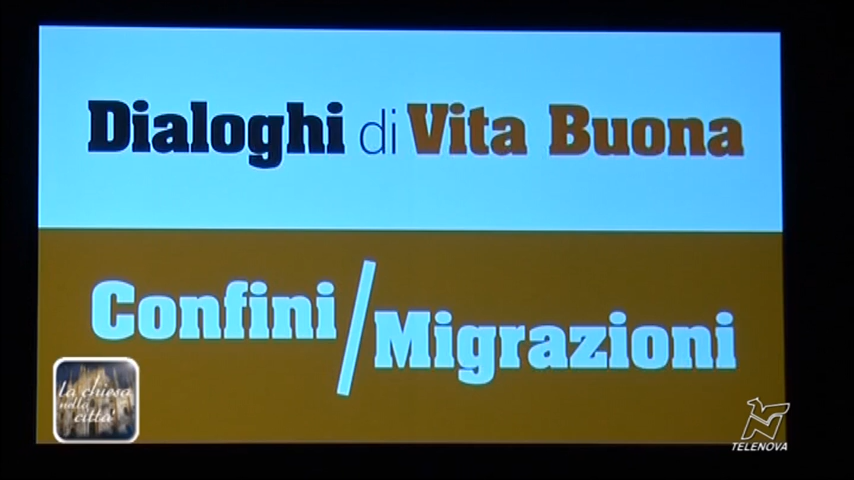 Dialoghi di Vita Buona
Confini/Migrazioni
la chiesa
nella
città
TELENOVA